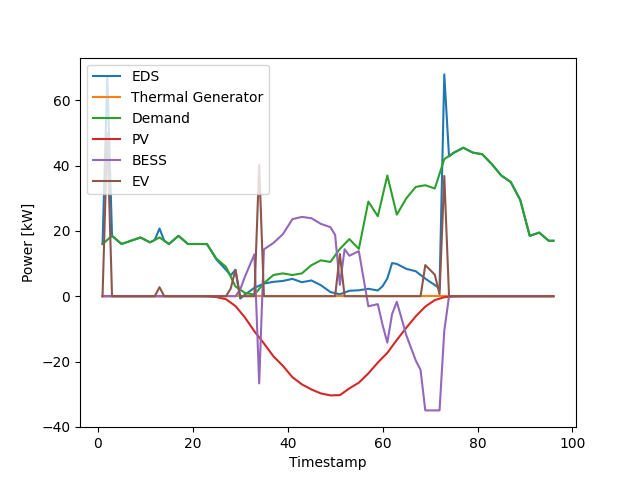 EDS
Thermal Generator
Demand
PV
BESS
EV
Power [kW]
60
40
20
0
−20
−40
0
20
40
60
80
100
Timestamp